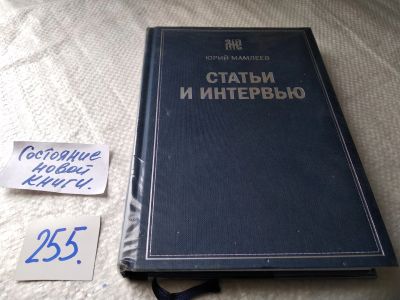 ЮРИЙ МАМЛЕЕВ
СТАТЬИ
И ИНТЕРВЬЮ
Состояние
новой
книги.
255.